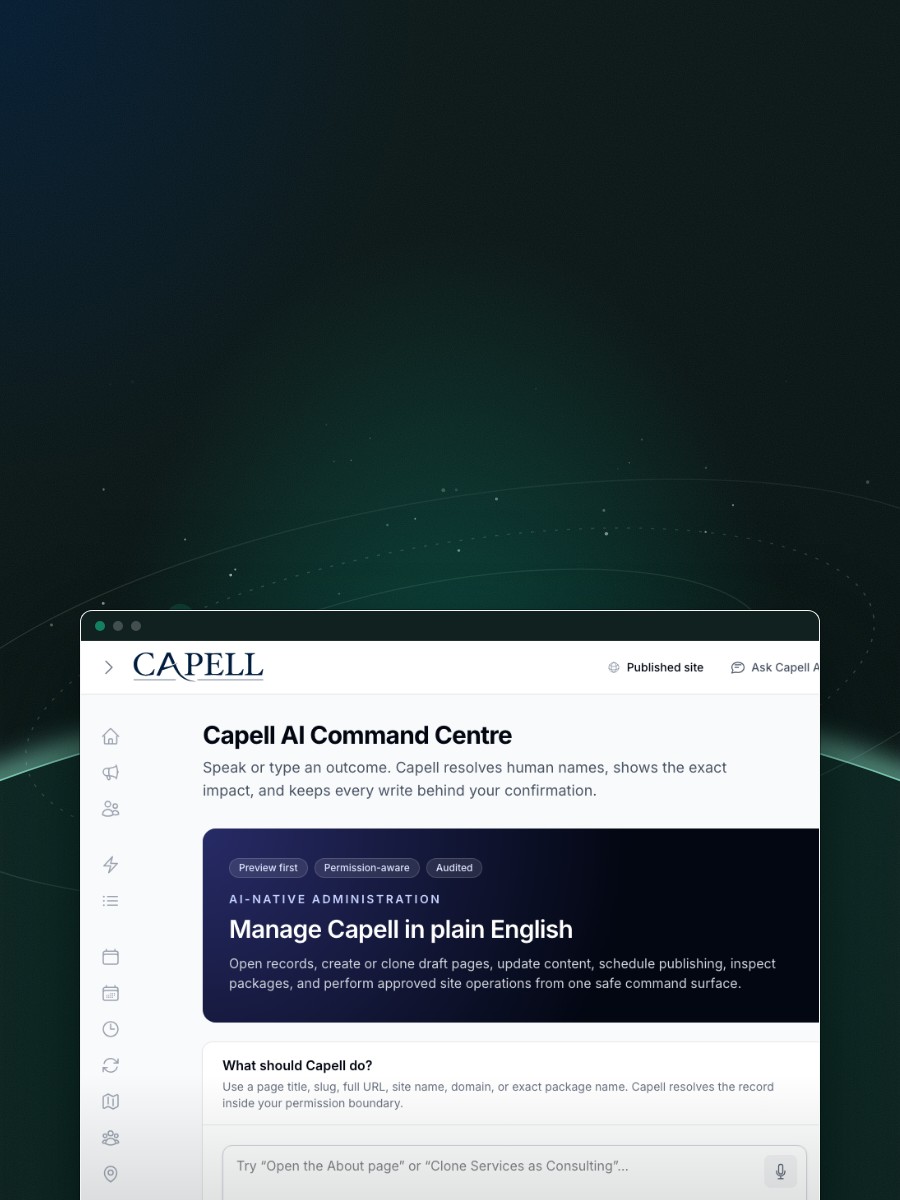 CAPELL
Published site
Ask Capell A
Capell AI Command Centre
Speak or type an outcome. Capell resolves human names, shows the exact
impact, and keeps every write behind your confirmation.
Preview first
Permission-aware
Audited
AI-NATIVE ADMINISTRATION
Manage Capell in plain English
Open records, create or clone draft pages, update content, schedule publishing, inspect
packages, and perform approved site operations from one safe command surface.
What should Capell do?
Use a page title, slug, full URL, site name, domain, or exact package name. Capell resolves the record
inside your permission boundary.
Try “Open the About page” or “Clone Services as Consulting”...